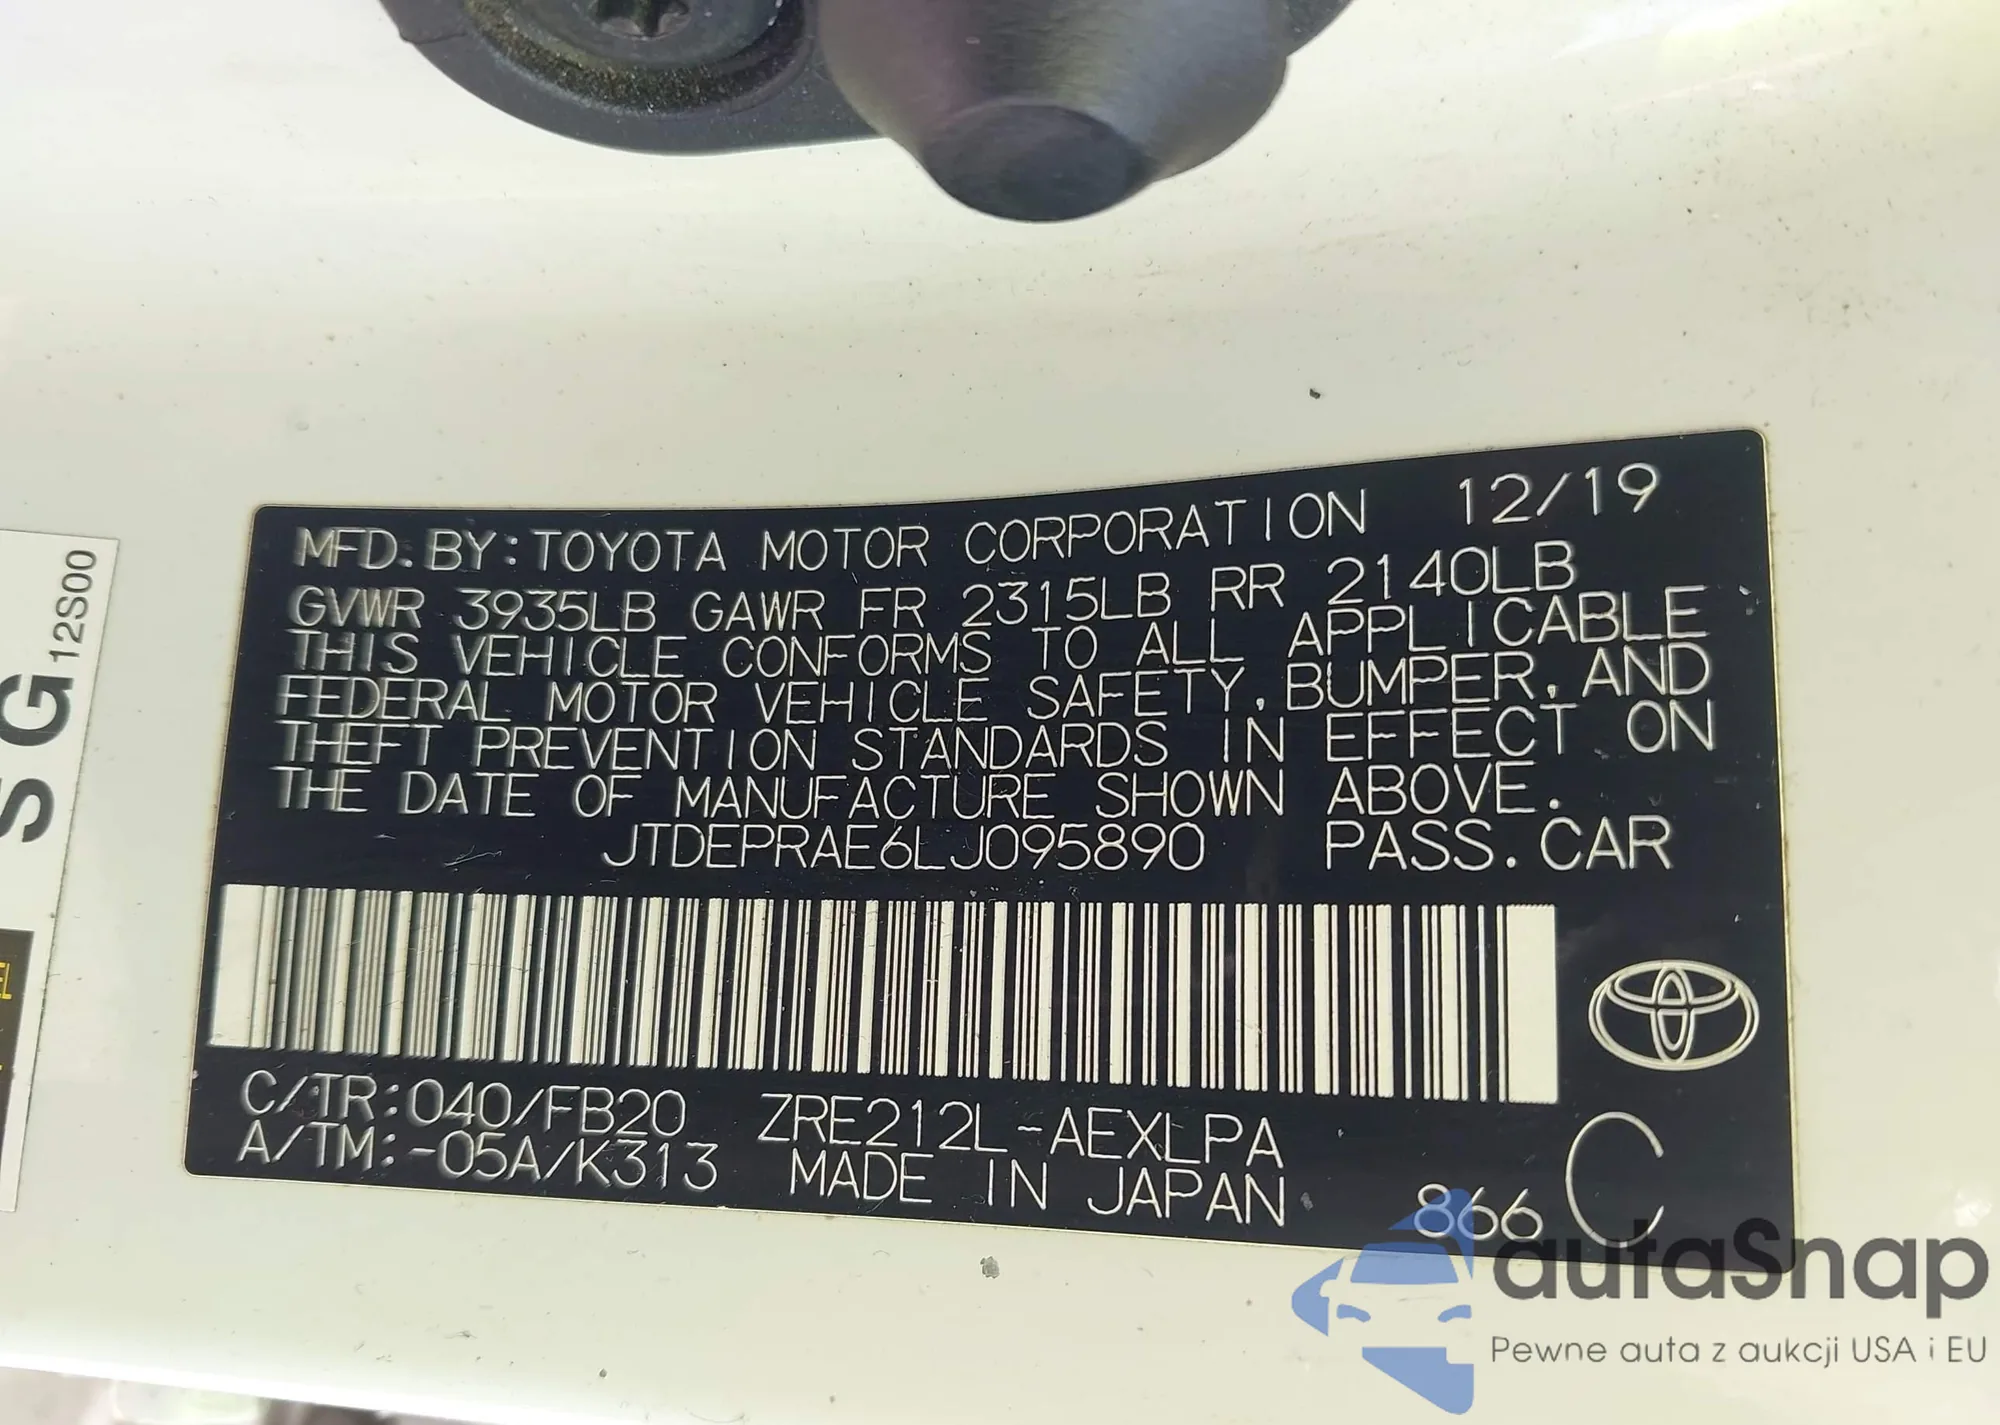 MFD. BY: TOYOTA MOTOR CORPORATION 12/19
GVWR 3935LB GAWR FR 2315LB RR 2140LB
THIS VEHICLE CONFORMS TO ALL APPLICABLE
FEDERAL MOTOR VEHICLE SAFETY, BUMPER, AND
THEFT PREVENTION STANDARDS IN EFFECT ON
THE DATE OF MANUFACTURE SHOWN ABOVE.
JTDEPRAE6LJ095890 PASS. CAR
C/TR: 040/FB20 ZRE212L-AEXLPA
A/TM: -05A/K313 MADE IN JAPAN 866 C
SG 12S00
autoSnap
Pewne auta z aukcji USA i EU